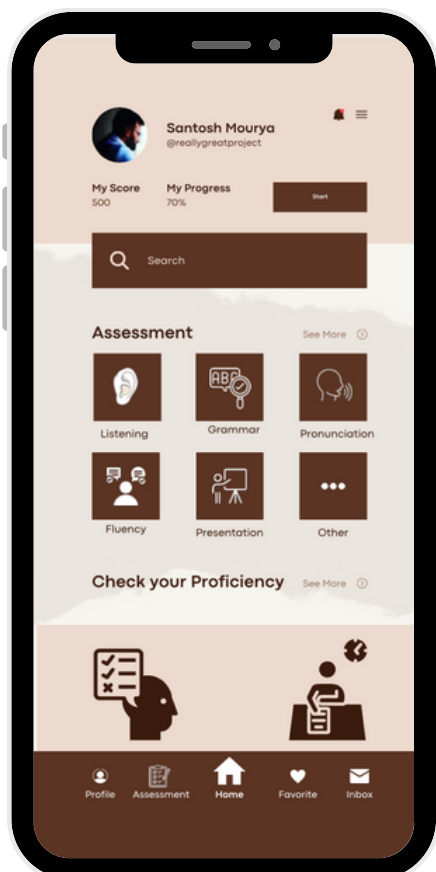 Santosh Mourya
@reallygreatproject
My Score
500
My Progress
70%
Start
Search
Assessment
See More
ABC
Listening
Grammar
Pronunciation
Fluency
Presentation
Other
Check your Proficiency
See More
Profile
Assessment
Home
Favorite
Inbox